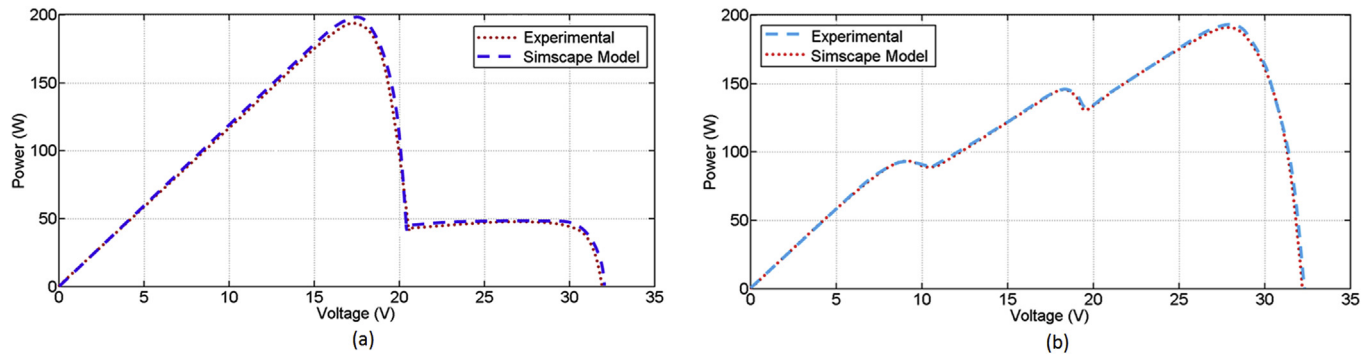 200
150
100
50
0
Power (W)
Experimental
Simscape Model
0 5 10 15 20 25 30 35
Voltage (V)
(a)
200
150
100
50
0
Power (W)
Experimental
Simscape Model
0 5 10 15 20 25 30 35
Voltage (V)
(b)